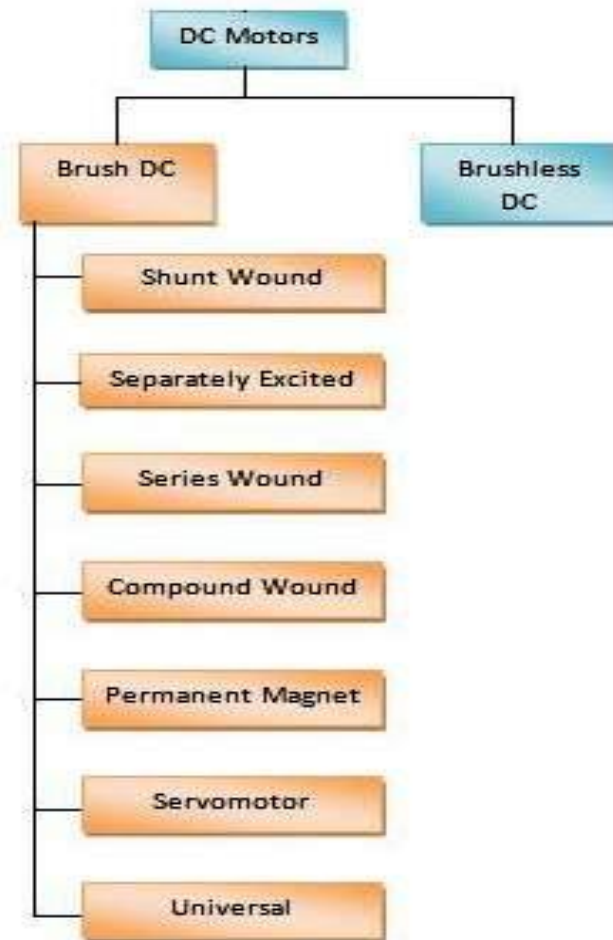 DC Motors
Brush DC
Brushless
DC
Shunt Wound
Separately Excited
Series Wound
Compound Wound
Permanent Magnet
Servomotor
Universal